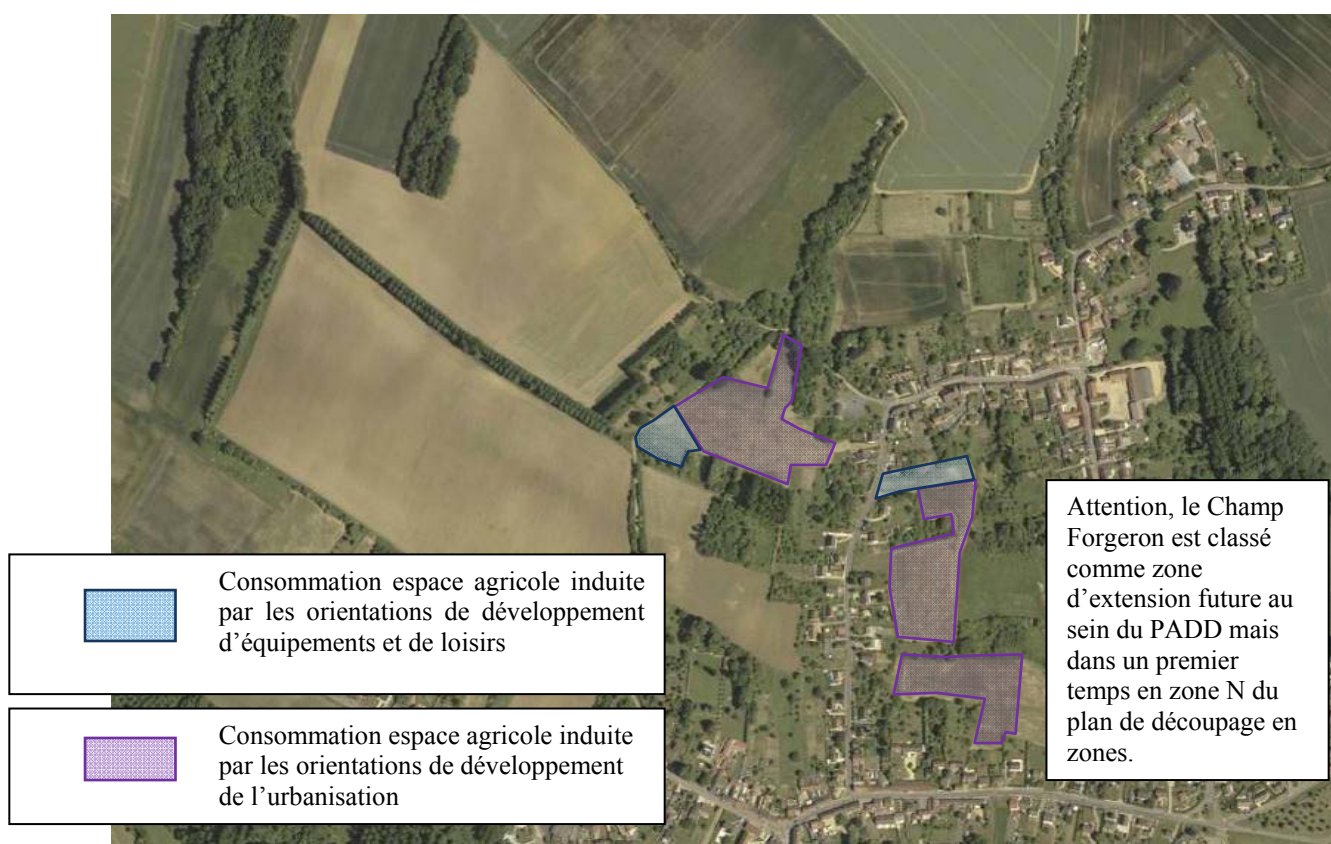 Consommation espace agricole induite
par les orientations de développement
d'équipements et de loisirs
Consommation espace agricole induite
par les orientations de développement
de l'urbanisation
Attention, le Champ
Forgeron est classé
comme zone
d'extension future au
sein du PADD mais
dans un premier
temps en zone N du
plan de découpage en
zones.